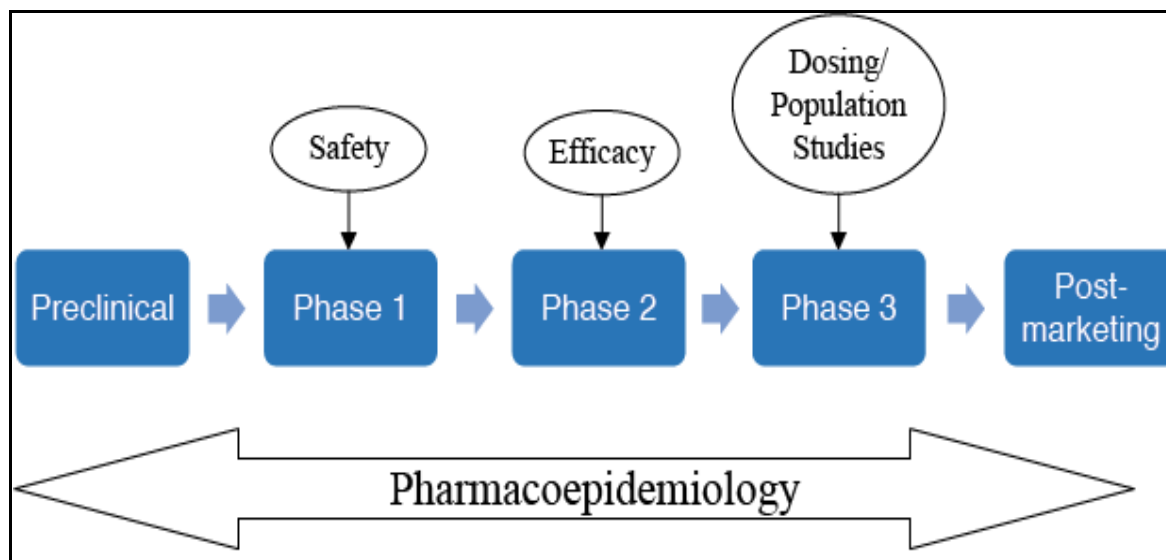 Dosing/
Population
Studies
Safety
Efficacy
Preclinical
Phase 1
Phase 2
Phase 3
Post-
marketing
Pharmacoepidemiology